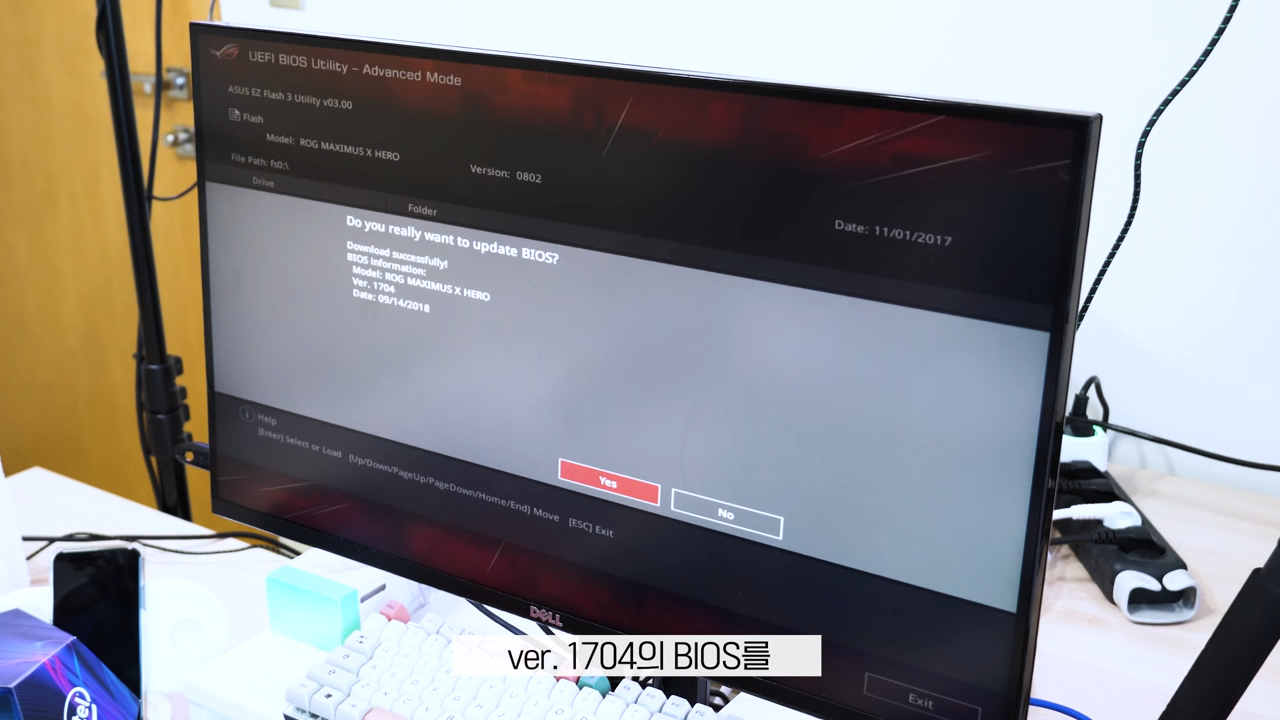 UEFI BIOS Utility – Advanced Mode
ASUS EZ Flash 3 Utility v03.00
Flash
Model: ROG MAXIMUS X HERO
Version: 0802
Date: 11/01/2017
File Path: fs0:\
Drive
Folder
Do you really want to update BIOS?
Download successfully!
BIOS information:
Model: ROG MAXIMUS X HERO
Ver. 1704
Date: 09/14/2018
Help
[Enter] Select or Load [Up/Down/PageUp/PageDown/Home/End] Move [ESC] Exit
Yes
No
DELL
ver. 1704의 BIOS를
Exit